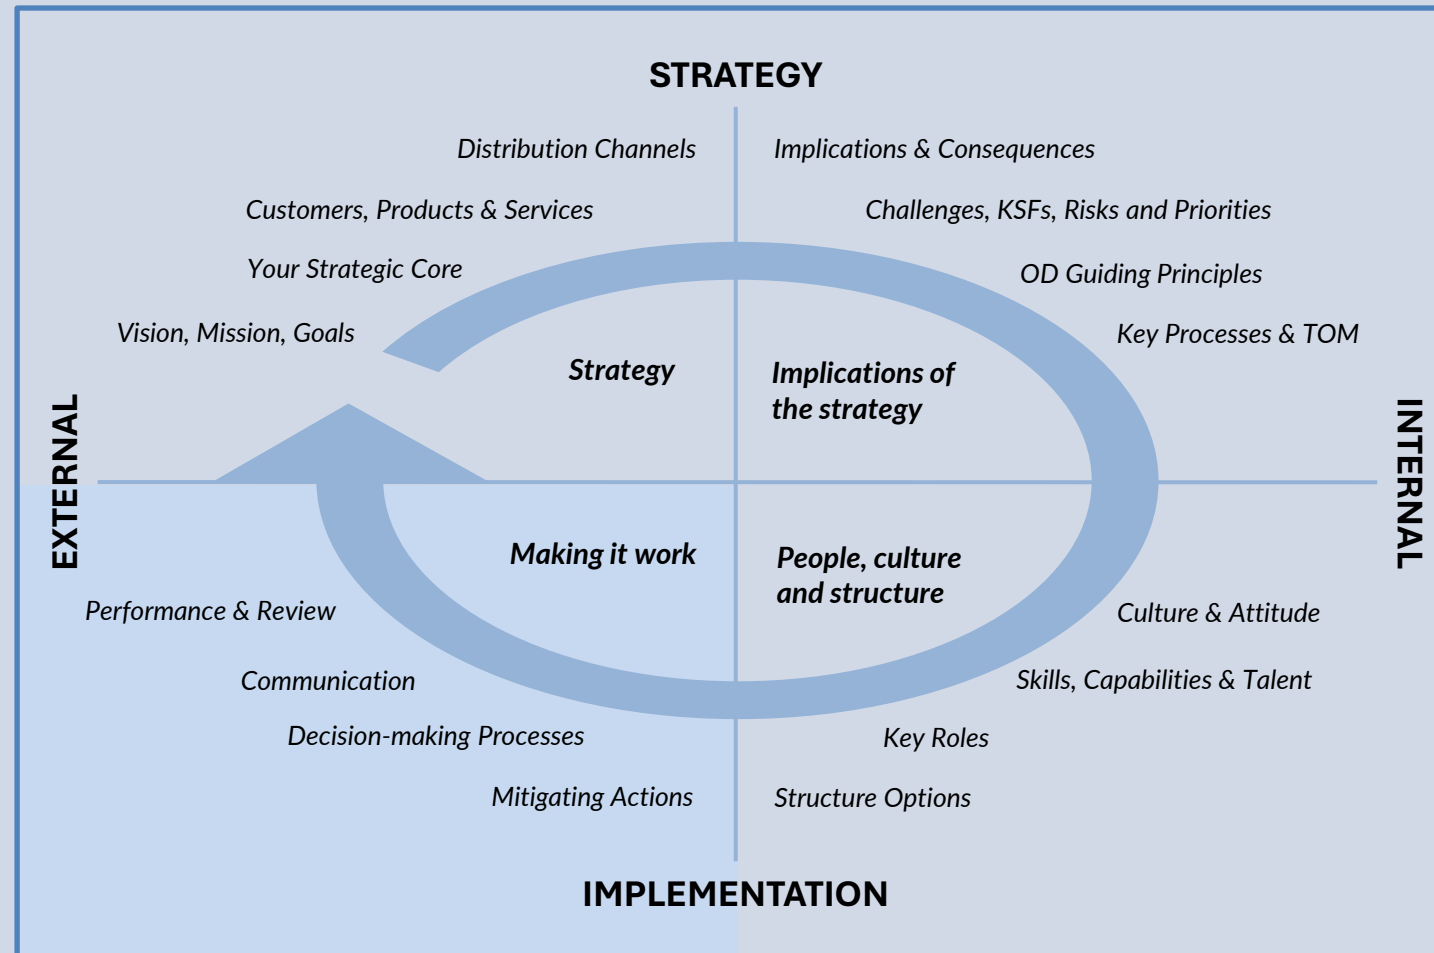 STRATEGY
Distribution Channels
Implications & Consequences
Customers, Products & Services
Challenges, KSFs, Risks and Priorities
Your Strategic Core
OD Guiding Principles
Vision, Mission, Goals
Key Processes & TOM
Strategy
Implications of
the strategy
EXTERNAL
INTERNAL
Making it work
People, culture
and structure
Performance & Review
Culture & Attitude
Communication
Skills, Capabilities & Talent
Decision-making Processes
Key Roles
Mitigating Actions
Structure Options
IMPLEMENTATION